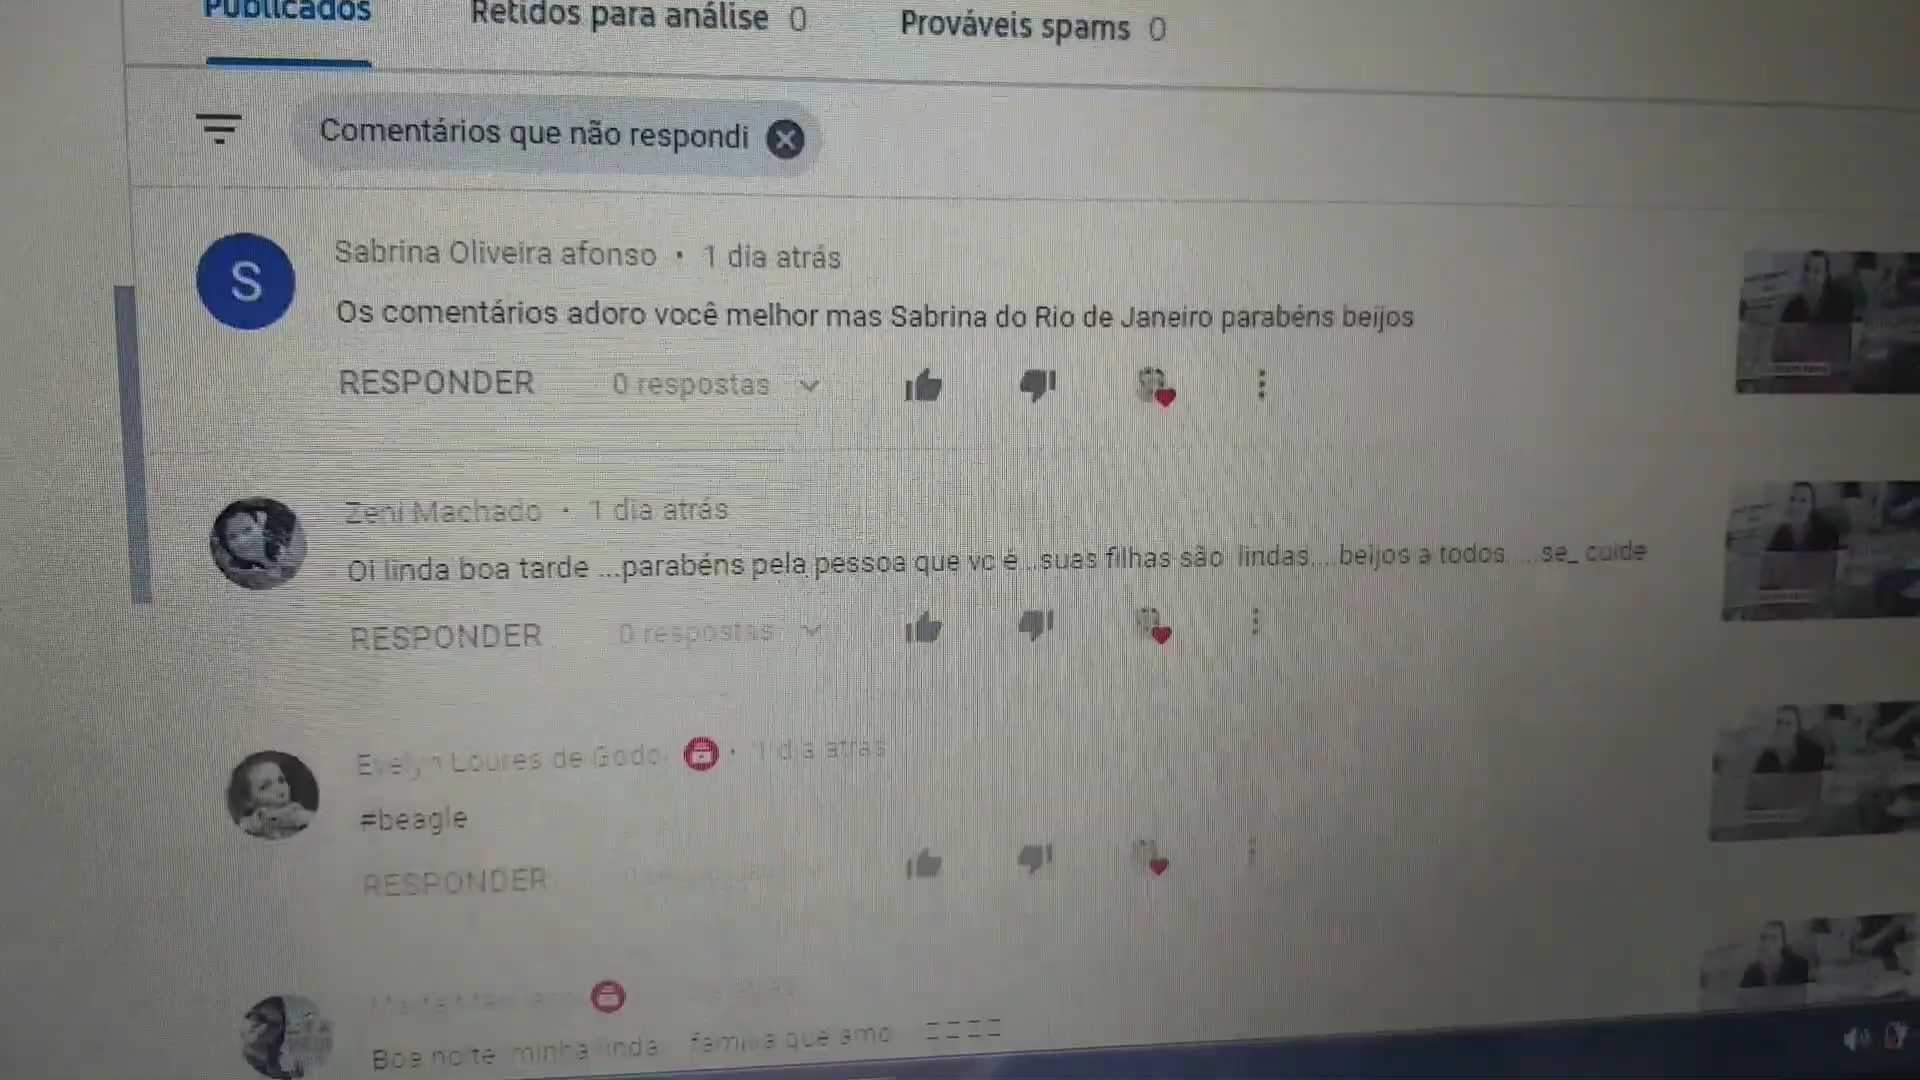 Publicados Retidos para análise 0 Prováveis spams 0
Comentários que não respondi
S
Sabrina Oliveira afonso • 1 dia atrás
Os comentários adoro você melhor mas Sabrina do Rio de Janeiro parabéns beijos
RESPONDER 0 respostas
Zeni Machado • 1 dia atrás
Oi linda boa tarde ...parabéns pela pessoa que vc é...suas filhas são lindas... beijos a todos ...se_ cuide
RESPONDER 0 respostas
Evelyn Loures de Godo • 1 dia atrás
#beagle
RESPONDER
Boa noite minha linda família que amo